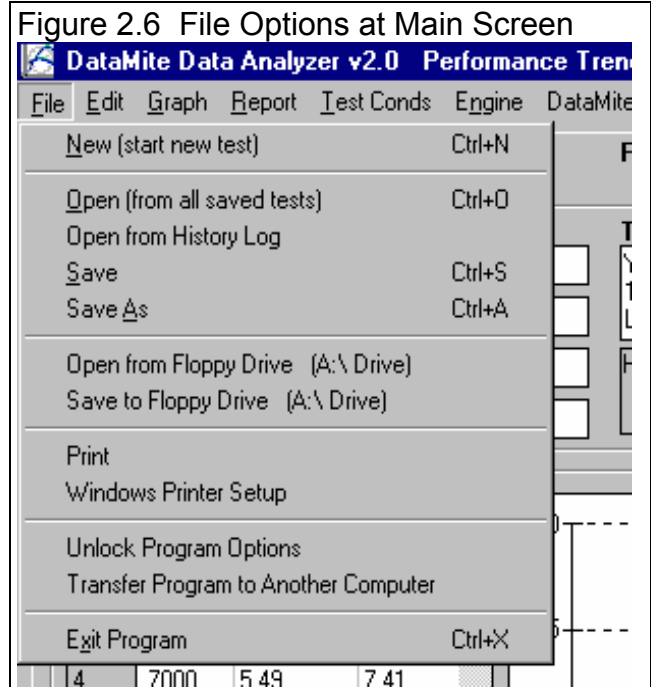 Figure 2.6 File Options at Main Screen
DataMite Data Analyzer v2.0 Performance Tren
File Edit Graph Report Test Conds Engine DataMite
New (start new test) Ctrl+N
Open (from all saved tests) Ctrl+O
Open from History Log
Save Ctrl+S
Save As Ctrl+A
Open from Floppy Drive (A:\ Drive)
Save to Floppy Drive (A:\ Drive)
Print
Windows Printer Setup
Unlock Program Options
Transfer Program to Another Computer
Exit Program Ctrl+X
4 7000 5.49 7.41